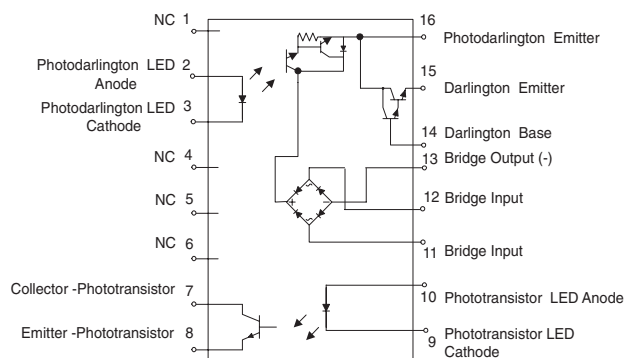 NC 1
Photodarlington LED 2
Anode
Photodarlington LED 3
Cathode
NC 4
NC 5
NC 6
Collector -Phototransistor 7
Emitter -Phototransistor 8
16
Photodarlington Emitter
15
Darlington Emitter
14
Darlington Base
13 Bridge Output (-)
12 Bridge Input
11 Bridge Input
10 Phototransistor LED Anode
9 Phototransistor LED
Cathode